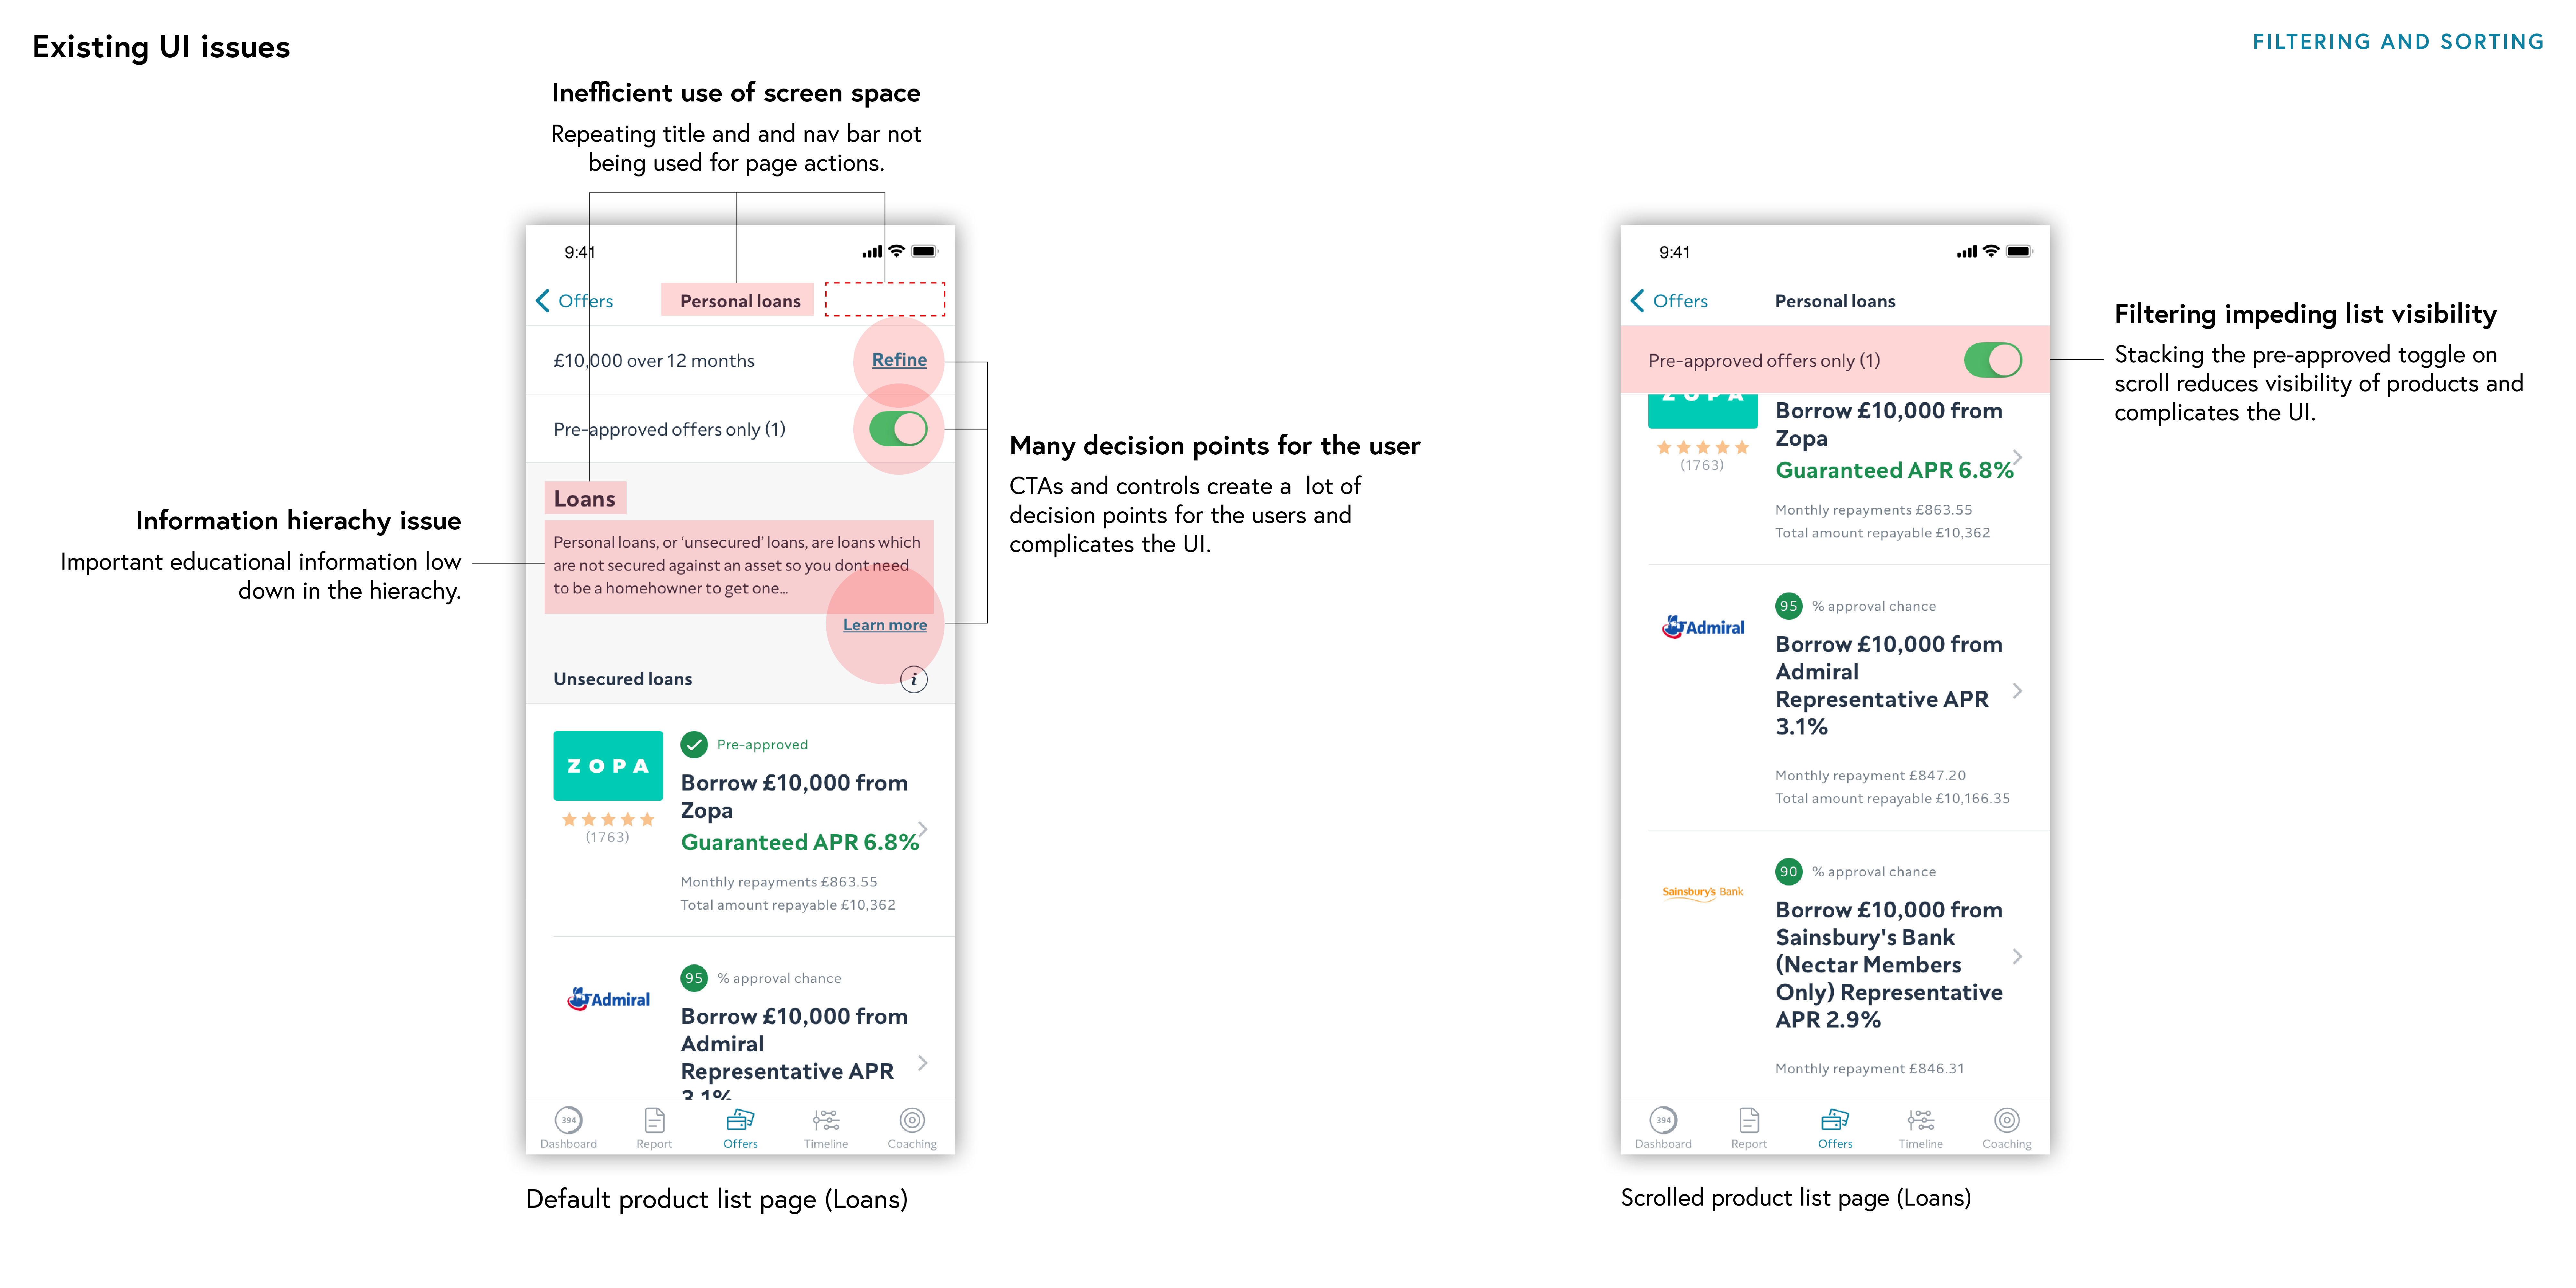 Existing UI issues
FILTERING AND SORTING
Inefficient use of screen space
Repeating title and and nav bar not
being used for page actions.
Information hierachy issue
Important educational information low
down in the hierachy.
9:41
Offers
Personal loans
£10,000 over 12 months
Refine
Pre-approved offers only (1)
Loans
Personal loans, or ‘unsecured’ loans, are loans which
are not secured against an asset so you dont need
to be a homehowner to get one...
Learn more
Unsecured loans
i
ZOPA
(1763)
Pre-approved
Borrow £10,000 from
Zopa
Guaranteed APR 6.8%
Monthly repayments £863.55
Total amount repayable £10,362
Admiral
95 % approval chance
Borrow £10,000 from
Admiral
Representative APR
3.1%
394
Dashboard
Report
Offers
Timeline
Coaching
Default product list page (Loans)
Many decision points for the user
CTAs and controls create a  lot of
decision points for the users and
complicates the UI.
9:41
Offers
Personal loans
Pre-approved offers only (1)
ZOPA
(1763)
Borrow £10,000 from
Zopa
Guaranteed APR 6.8%
Monthly repayments £863.55
Total amount repayable £10,362
Admiral
95 % approval chance
Borrow £10,000 from
Admiral
Representative APR
3.1%
Monthly repayment £847.20
Total amount repayable £10,166.35
Sainsbury's Bank
90 % approval chance
Borrow £10,000 from
Sainsbury's Bank
(Nectar Members
Only) Representative
APR 2.9%
Monthly repayment £846.31
394
Dashboard
Report
Offers
Timeline
Coaching
Scrolled product list page (Loans)
Filtering impeding list visibility
Stacking the pre-approved toggle on
scroll reduces visibility of products and
complicates the UI.